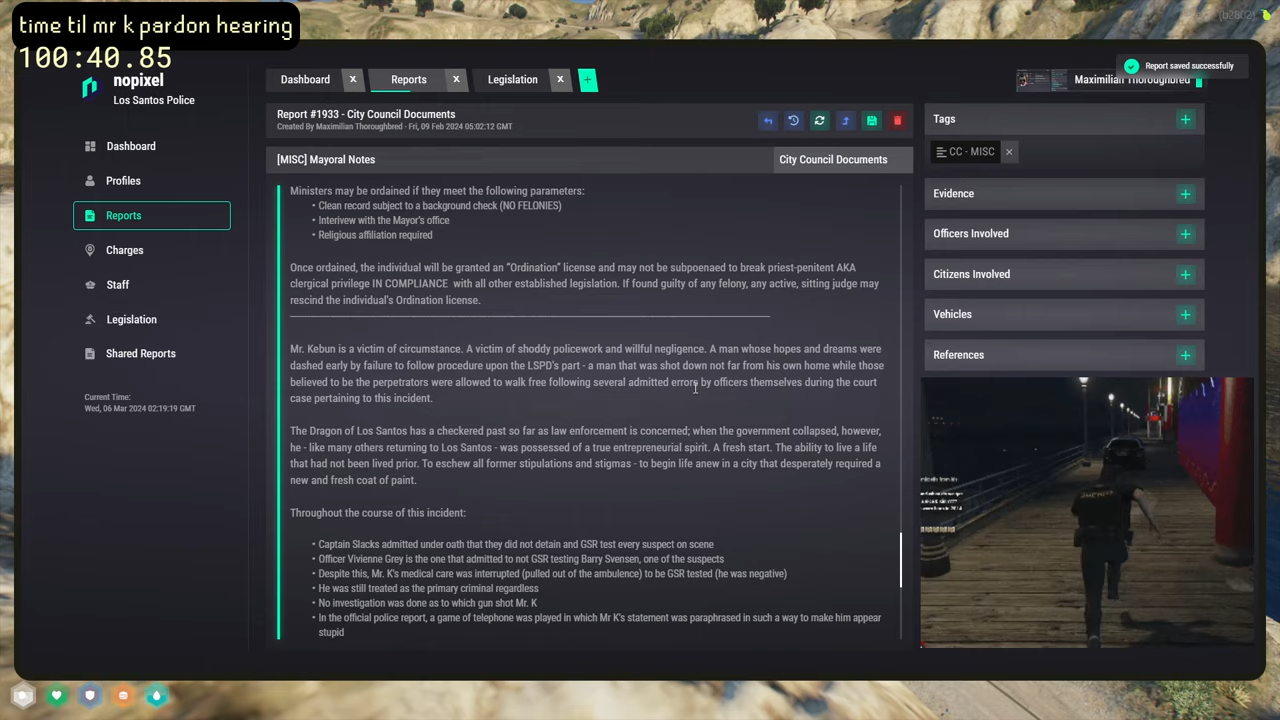 time til mr k pardon hearing
100:40.85
(b2802)
nopixel
Los Santos Police
Dashboard
Profiles
Reports
Charges
Staff
Legislation
Shared Reports
Current Time:
Wed, 06 Mar 2024 02:19:19 GMT
Dashboard x Reports x Legislation x +
Report saved successfully
Maximilian Thoroughbred
Report #1933 - City Council Documents
Created By Maximilian Thoroughbred - Fri, 09 Feb 2024 05:02:12 GMT
[MISC] Mayoral Notes
City Council Documents
Ministers may be ordained if they meet the following parameters:
• Clean record subject to a background check (NO FELONIES)
• Interivew with the Mayor's office
• Religious affiliation required
Once ordained, the individual will be granted an “Ordination” license and may not be subpoenaed to break priest-penitent AKA
clerical privilege IN COMPLIANCE with all other established legislation. If found guilty of any felony, any active, sitting judge may
rescind the individual's Ordination license.
Mr. Kebun is a victim of circumstance. A victim of shoddy policework and willful negligence. A man whose hopes and dreams were
dashed early by failure to follow procedure upon the LSPD's part - a man that was shot down not far from his own home while those
believed to be the perpetrators were allowed to walk free following several admitted errors by officers themselves during the court
case pertaining to this incident.
The Dragon of Los Santos has a checkered past so far as law enforcement is concerned; when the government collapsed, however,
he - like many others returning to Los Santos - was possessed of a true entrepreneurial spirit. A fresh start. The ability to live a life
that had not been lived prior. To eschew all former stipulations and stigmas - to begin life anew in a city that desperately required a
new and fresh coat of paint.
Throughout the course of this incident:
• Captain Slacks admitted under oath that they did not detain and GSR test every suspect on scene
• Officer Vivienne Grey is the one that admitted to not GSR testing Barry Svensen, one of the suspects
• Despite this, Mr. K's medical care was interrupted (pulled out of the ambulence) to be GSR tested (he was negative)
• He was still treated as the primary criminal regardless
• No investigation was done as to which gun shot Mr. K
• In the official police report, a game of telephone was played in which Mr K's statement was paraphrased in such a way to make him appear
stupid
Tags +
CC - MISC x
Evidence +
Officers Involved +
Citizens Involved +
Vehicles +
References +
SHERIFF